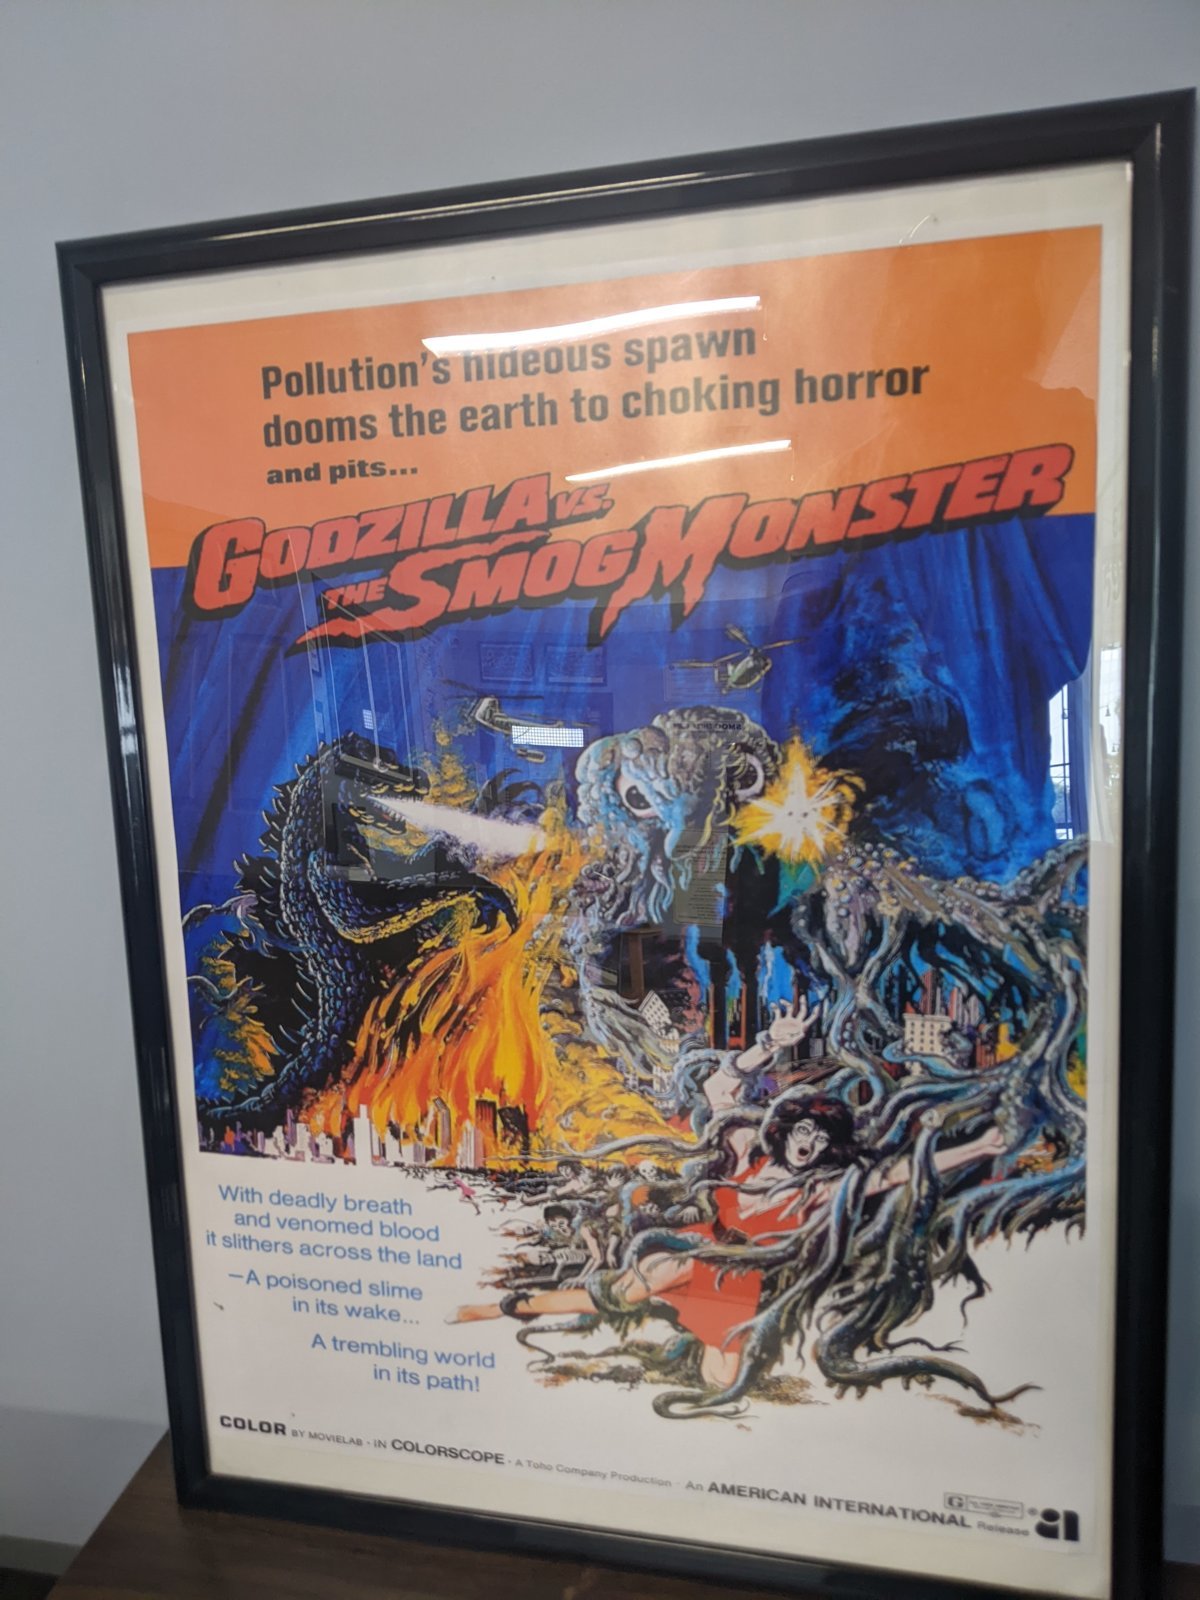 Pollution's hideous spawn
dooms the earth to choking horror
and pits...
GODZILLA VS.
THE SMOG MONSTER
With deadly breath
and venomed blood
it slithers across the land
—A poisoned slime
in its wake...
A trembling world
in its path!
COLOR BY MOVIELAB · IN COLORSCOPE · A Toho Company Production · An AMERICAN INTERNATIONAL Release
G
®
ai